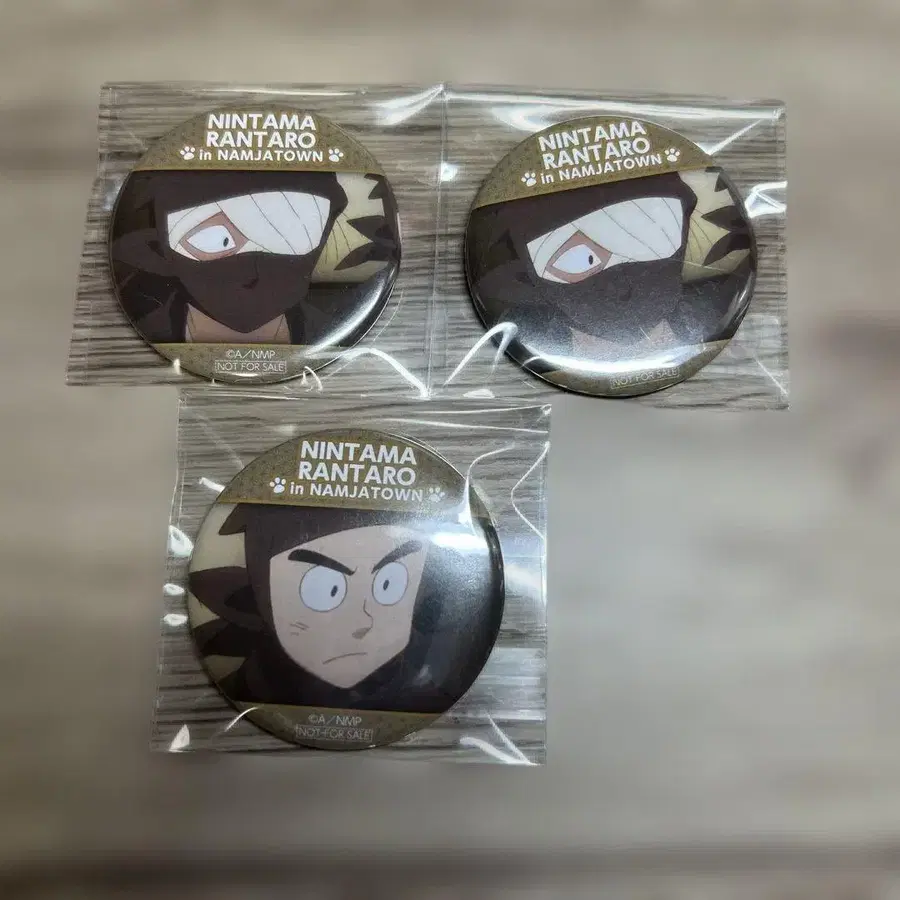 NINTAMA
RANTARO
in NAMJATOWN
©A/NMP
NOT FOR SALE
NINTAMA
RANTARO
in NAMJATOWN
NOT FOR SALE
NINTAMA
RANTARO
in NAMJATOWN
©A/NMP
NOT FOR SALE